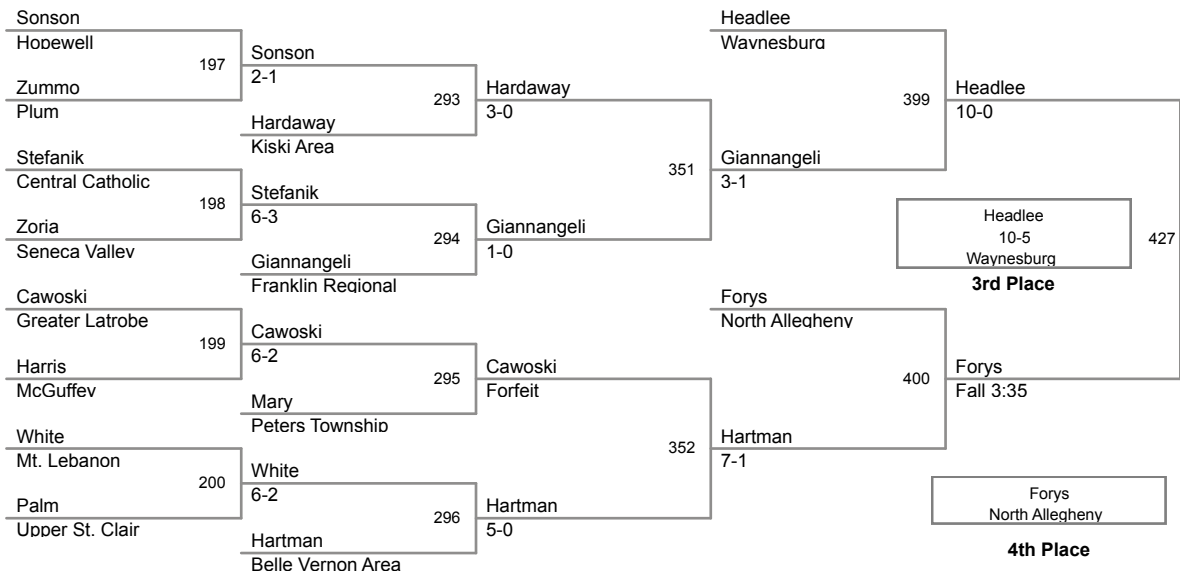 Sonson
Hopewell
197
Zummo
Plum
Stefanik
Central Catholic
198
Zoria
Seneca Valley
Cawoski
Greater Latrobe
199
Harris
McGuffey
White
Mt. Lebanon
200
Palm
Upper St. Clair
Sonson
2-1
293
Hardaway
Kiski Area
Stefanik
6-3
294
Giannangeli
Franklin Regional
Cawoski
6-2
295
Mary
Peters Township
White
6-2
296
Hartman
Belle Vernon Area
Hardaway
3-0
351
Giannangeli
1-0
Cawoski
Forfeit
352
Hartman
5-0
Headlee
Waynesburg
399
Giannangeli
3-1
Forys
North Allegheny
400
Hartman
7-1
Headlee
10-0
427
Forys
Fall 3:35
Headlee
10-5
Waynesburg
3rd Place
Forys
North Allegheny
4th Place